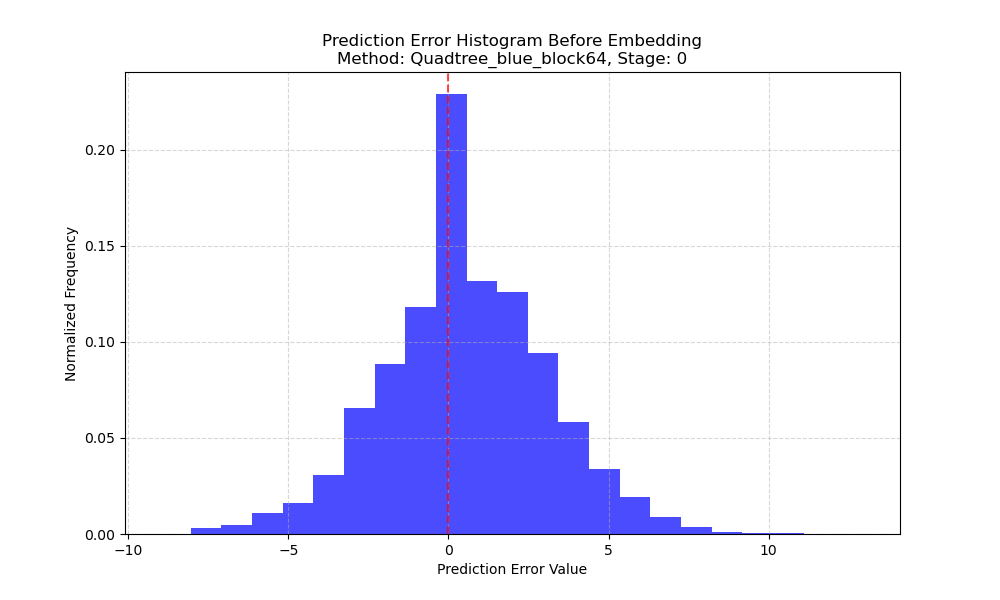 Prediction Error Histogram Before Embedding
Method: Quadtree_blue_block64, Stage: 0
Normalized Frequency
0.20
0.15
0.10
0.05
0.00
−10
−5
0
5
10
Prediction Error Value